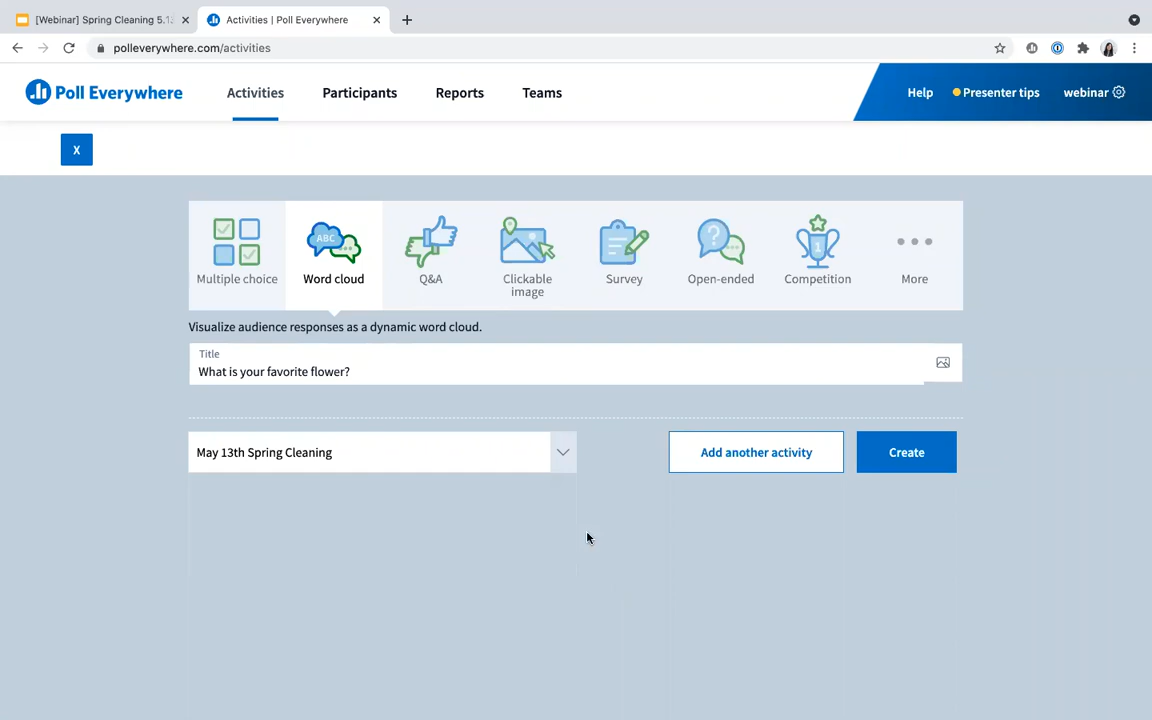 [Webinar] Spring Cleaning 5.1
Activities | Poll Everywhere
polleverywhere.com/activities
Poll Everywhere
Activities
Participants
Reports
Teams
Help
Presenter tips
webinar
X
ABC
?
1
Multiple choice
Word cloud
Q&A
Clickable
image
Survey
Open-ended
Competition
More
Visualize audience responses as a dynamic word cloud.
Title
What is your favorite flower?
May 13th Spring Cleaning
Add another activity
Create